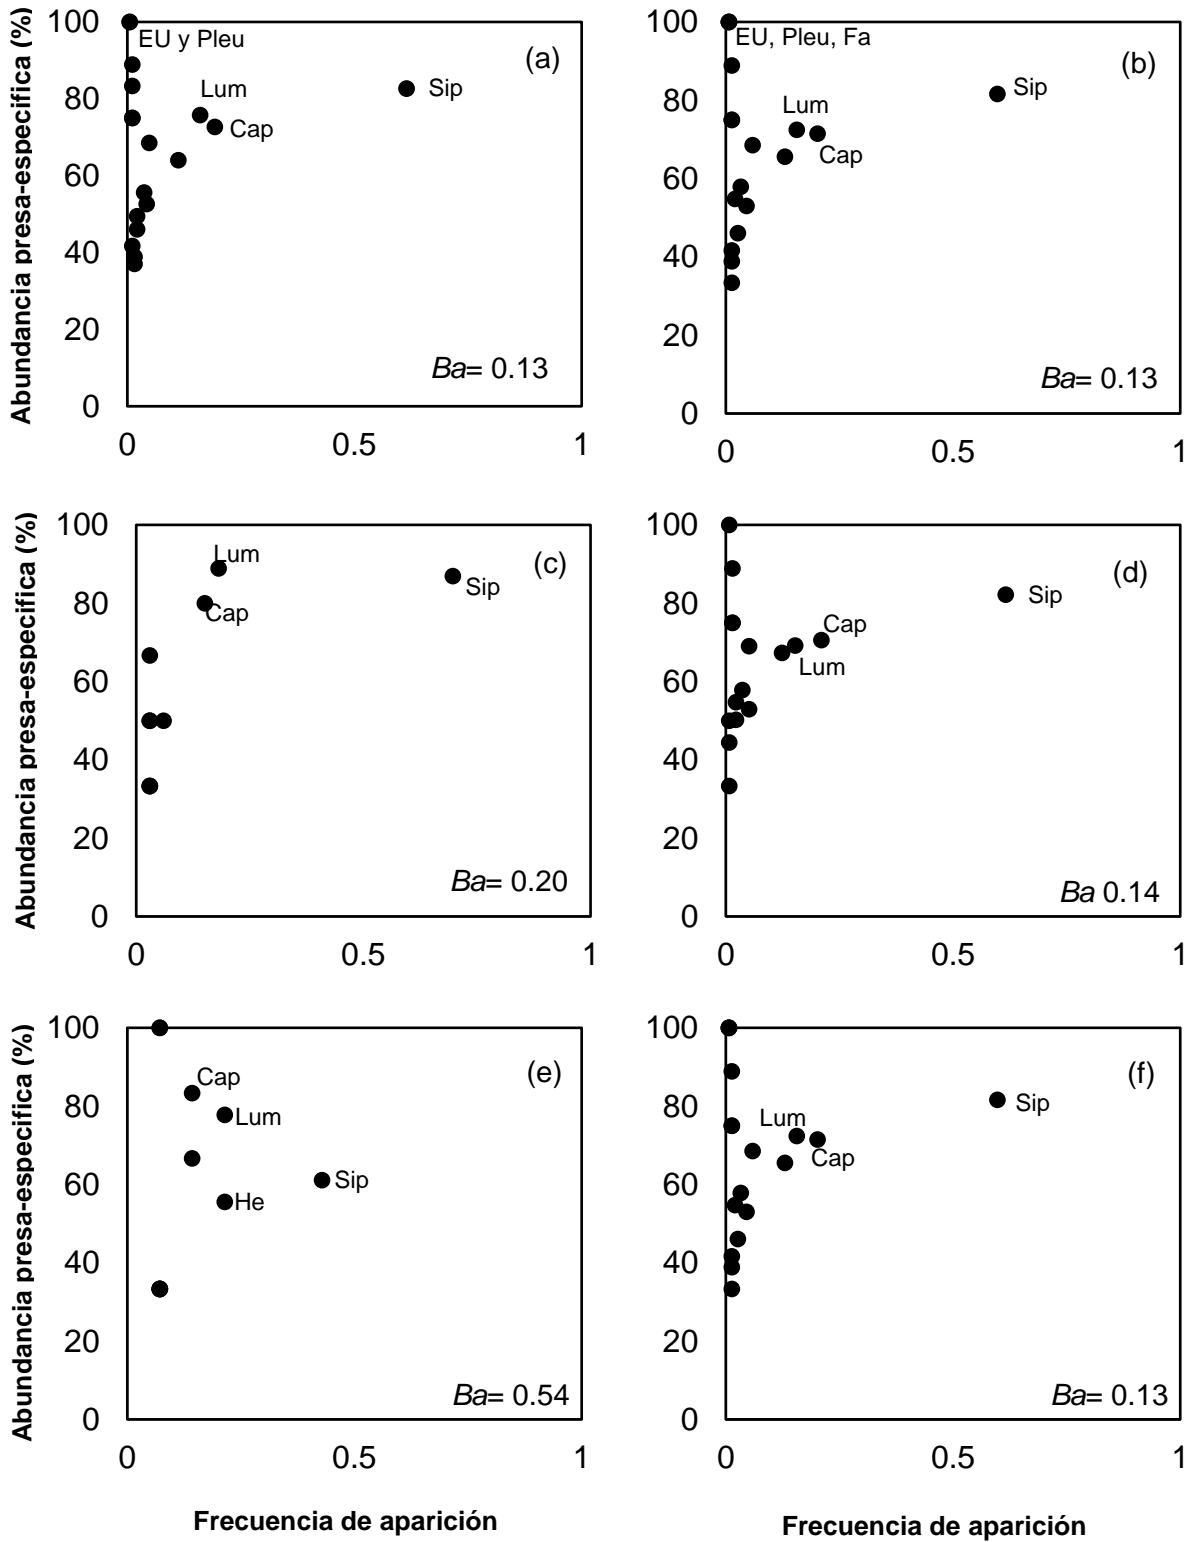 Abundancia presa-especifica (%)
100
80
60
40
20
0
0
0.5
1
EU y Pleu
(a)
Lum
Sip
Cap
Ba= 0.13
100
80
60
40
20
0
0
0.5
1
EU, Pleu, Fa
(b)
Sip
Lum
Cap
Ba= 0.13
Abundancia presa-especifica (%)
100
80
60
40
20
0
0
0.5
1
Lum
(c)
Sip
Cap
Ba= 0.20
100
80
60
40
20
0
0
0.5
1
(d)
Sip
Cap
Lum
Ba 0.14
Abundancia presa-especifica (%)
100
80
60
40
20
0
0
0.5
1
Cap
(e)
Lum
Sip
He
Ba= 0.54
Frecuencia de aparición
100
80
60
40
20
0
0
0.5
1
(f)
Sip
Lum
Cap
Ba= 0.13
Frecuencia de aparición